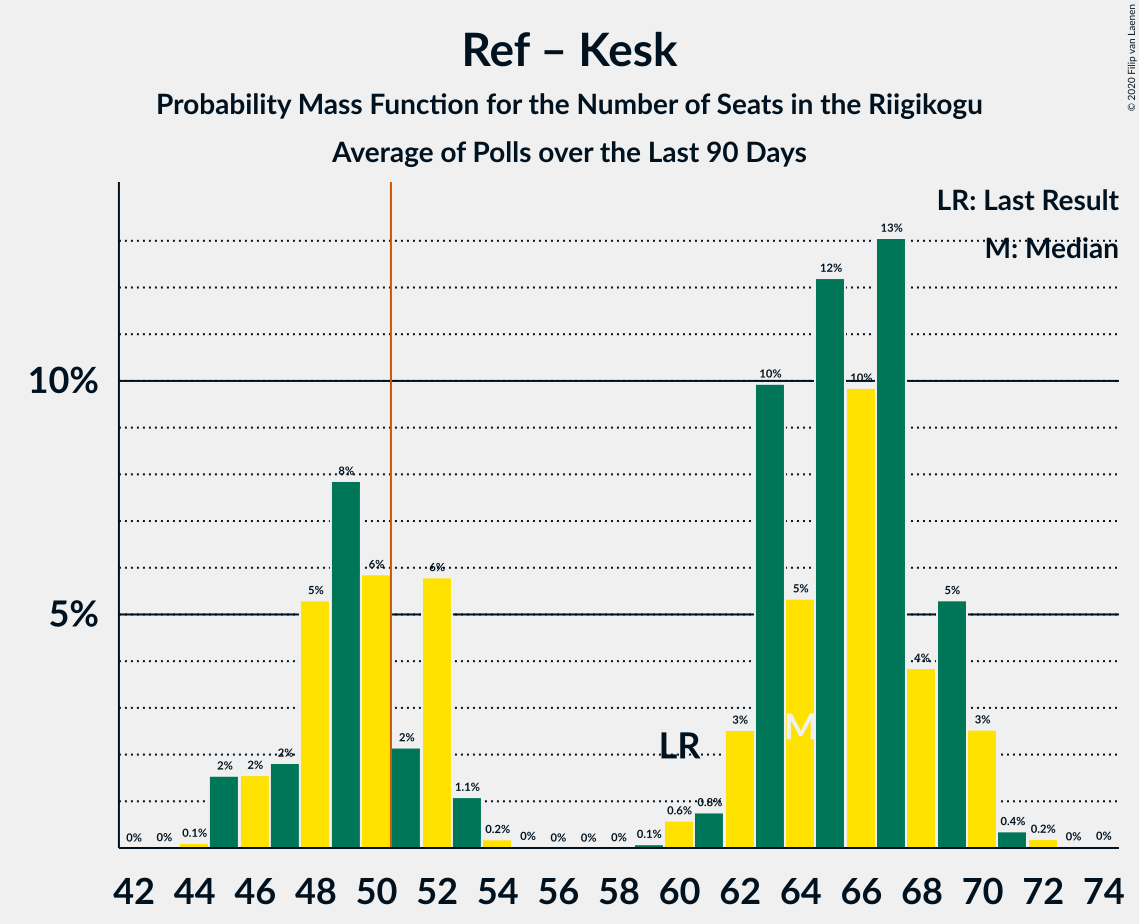 © 2020 Filip van Laenen
Ref – Kesk
Probability Mass Function for the Number of Seats in the Riigikogu
Average of Polls over the Last 90 Days
LR: Last Result
M: Median
10%
5%
0% 0% 0.1% 2% 2% 2% 5% 8% 6% 2% 6% 1.1% 0.2% 0% 0% 0% 0% 0.1% 0.6% 0.8% 3% 10% 5% 12% 10% 13% 4% 5% 3% 0.4% 0.2% 0% 0%
LR
M
42 44 46 48 50 52 54 56 58 60 62 64 66 68 70 72 74